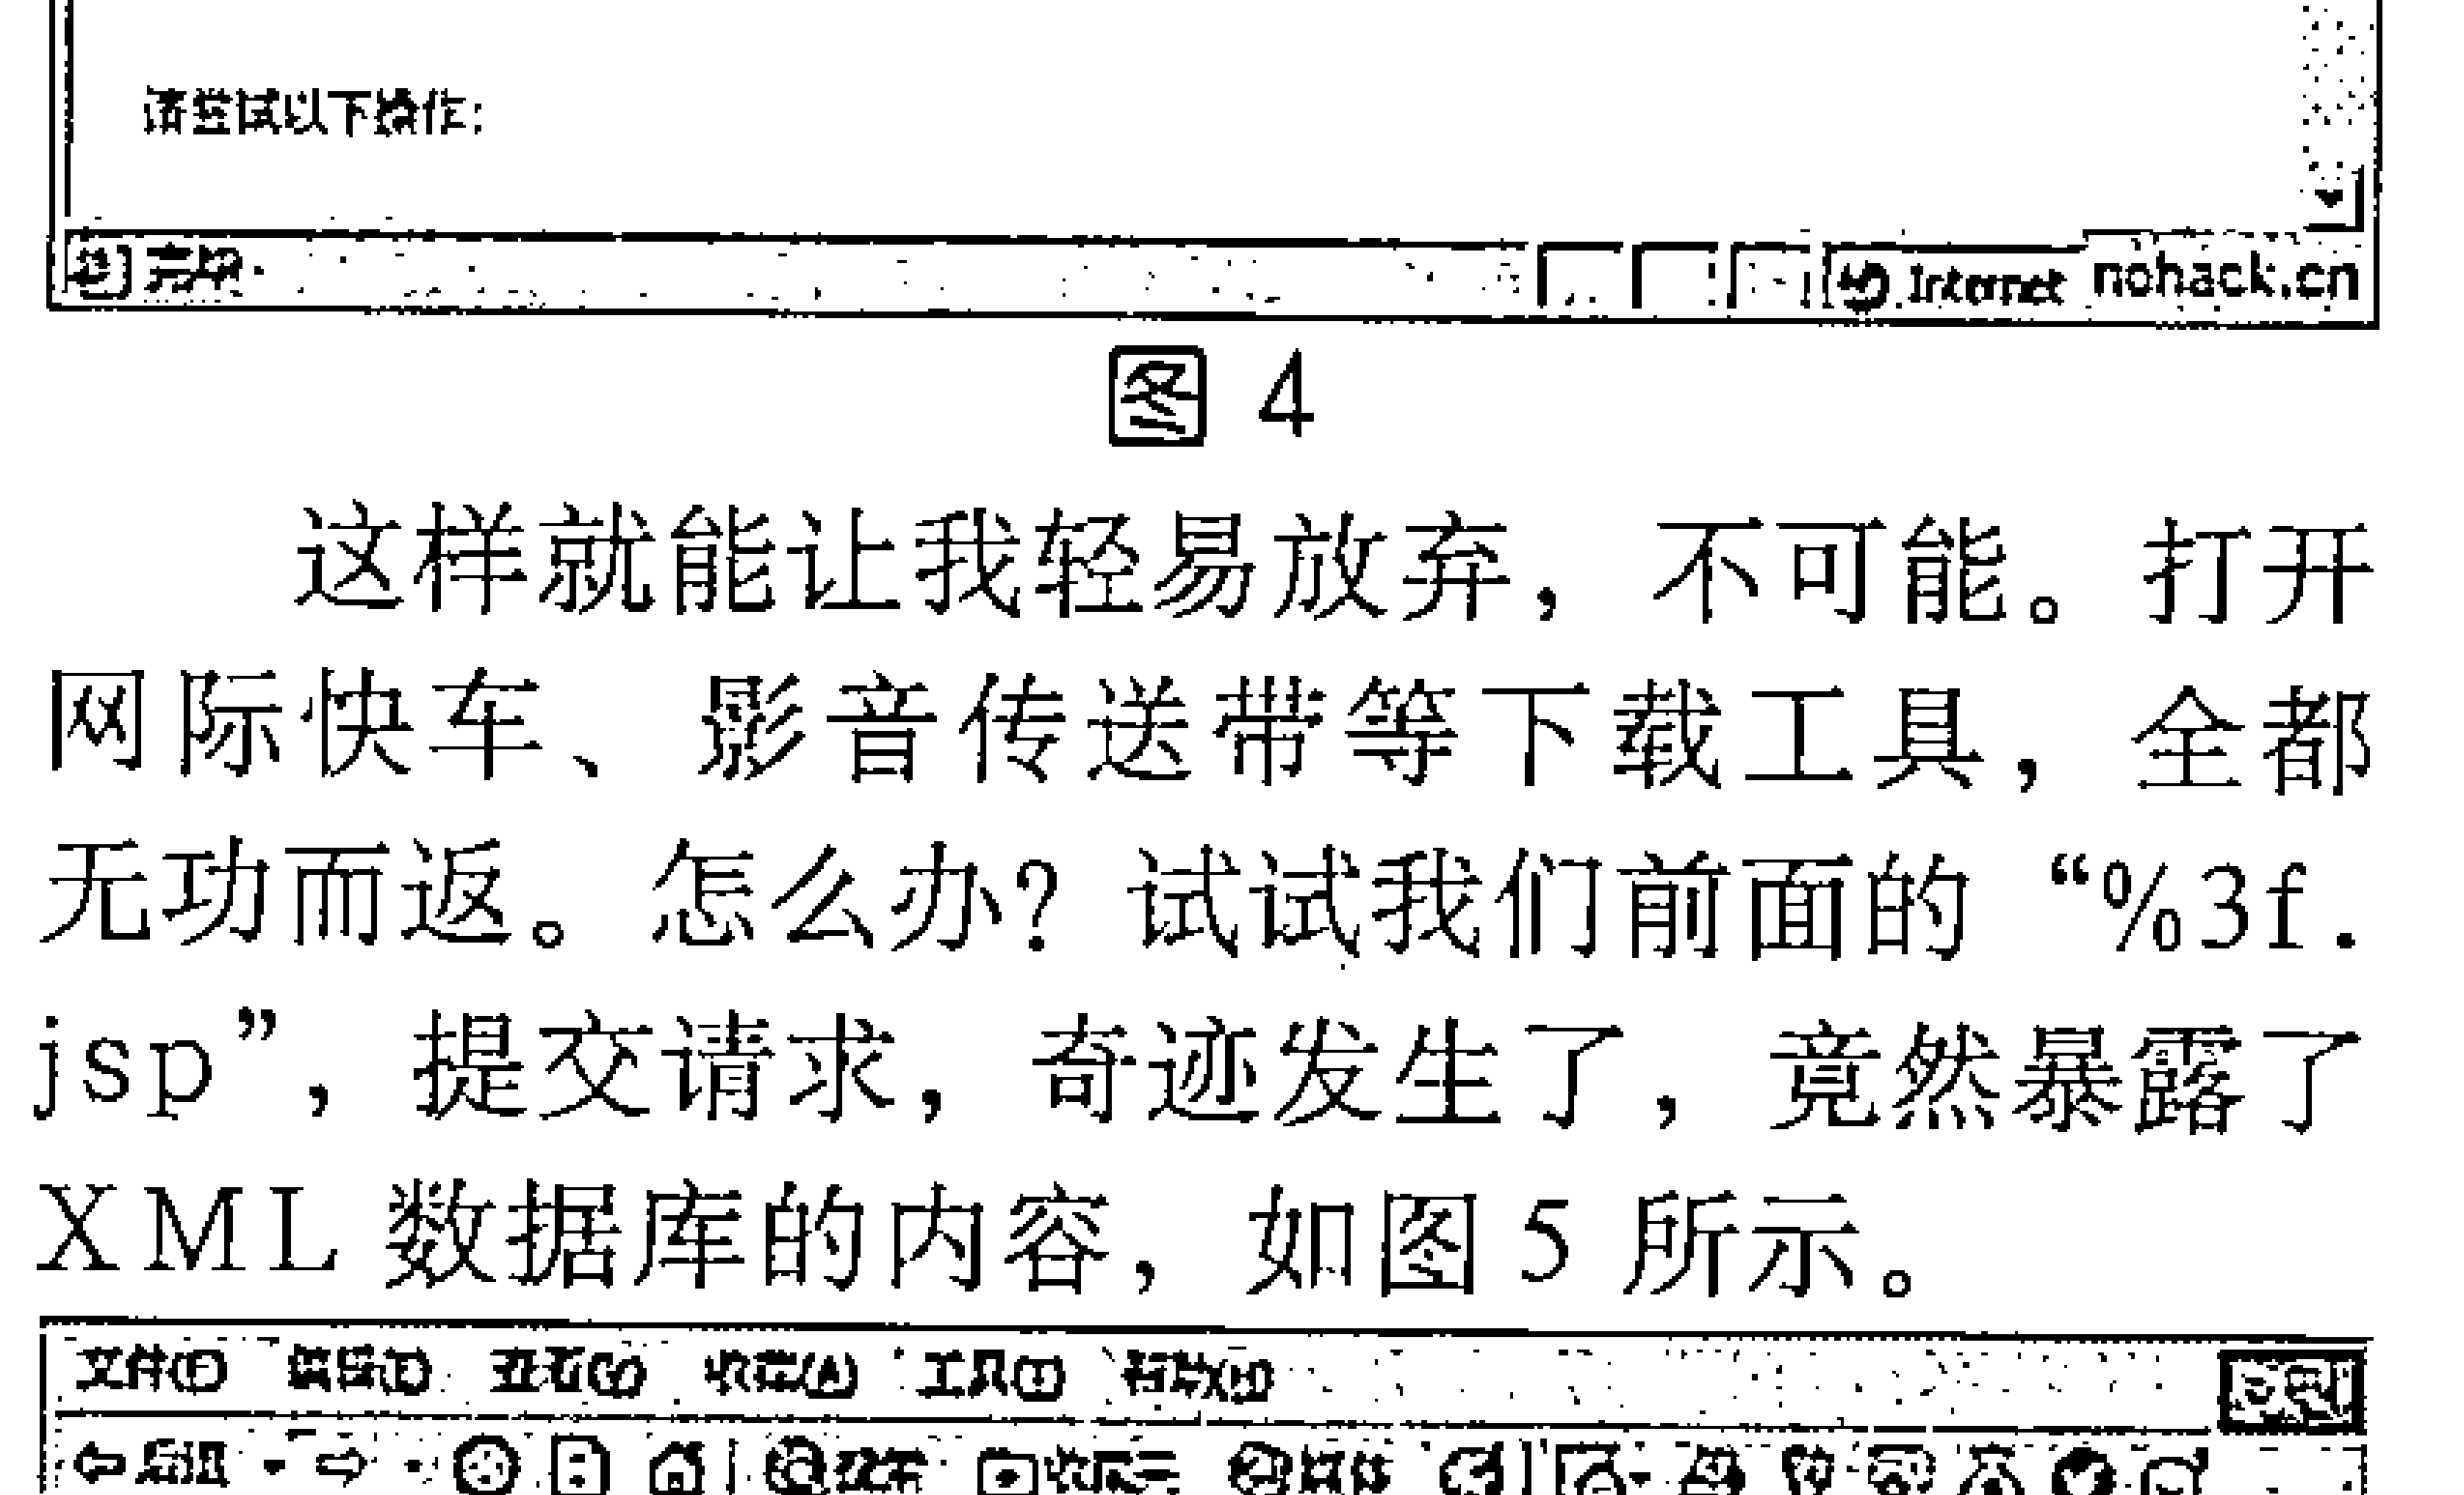 请尝试以下操作:
完毕
Internet nohack.cn
图 4
这样就能让我轻易放弃，不可能。打开
网际快车、影音传送带等下载工具，全都
无功而返。怎么办？试试我们前面的“%3f.
jsp”，提交请求，奇迹发生了，竟然暴露了
XML 数据库的内容，如图 5 所示。
文件(F) 编辑(E) 查看(V) 收藏(A) 工具(T) 帮助(H)
后退